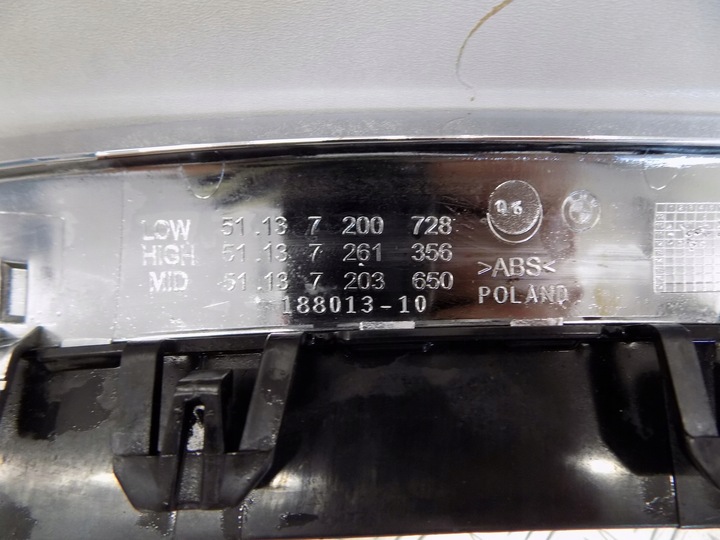 LOW 51.13 7 200 728
HIGH 51.13 7 261 356
MID 51.13 7 203 650
188013-10
06
>ABS<
POLAND